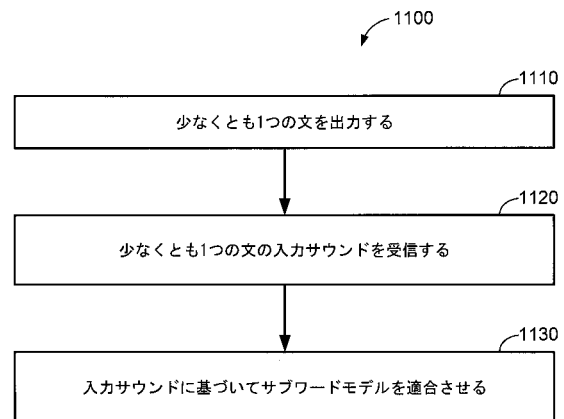 1100
1110
少なくとも1つの文を出力する
1120
少なくとも1つの文の入力サウンドを受信する
1130
入力サウンドに基づいてサブワードモデルを適合させる